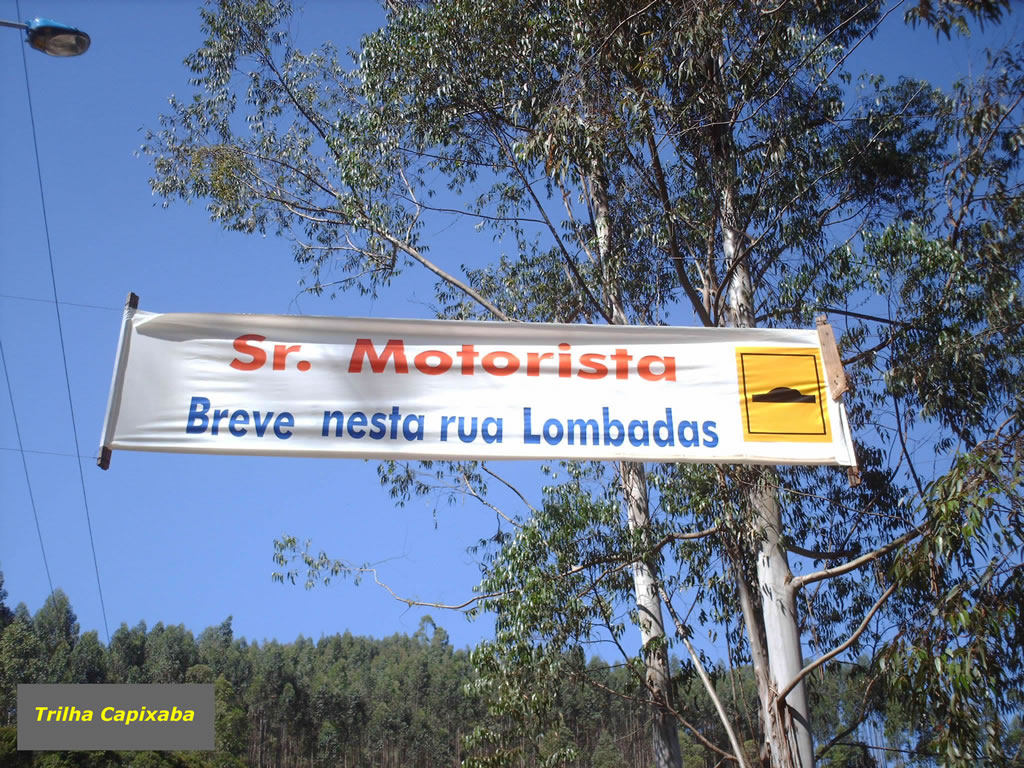 Sr. Motorista
Breve nesta rua Lombadas
Trilha Capixaba